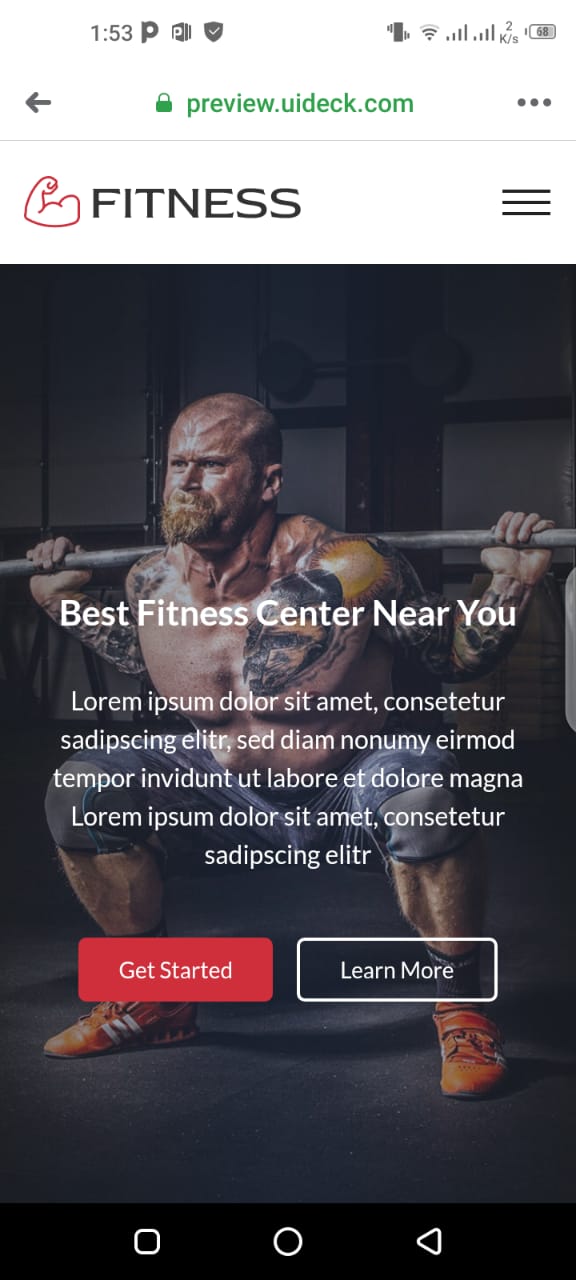 1:53
2
K/s
68
preview.uideck.com
FITNESS
Best Fitness Center Near You
Lorem ipsum dolor sit amet, consetetur
sadipscing elitr, sed diam nonumy eirmod
tempor invidunt ut labore et dolore magna
Lorem ipsum dolor sit amet, consetetur
sadipscing elitr
Get Started
Learn More